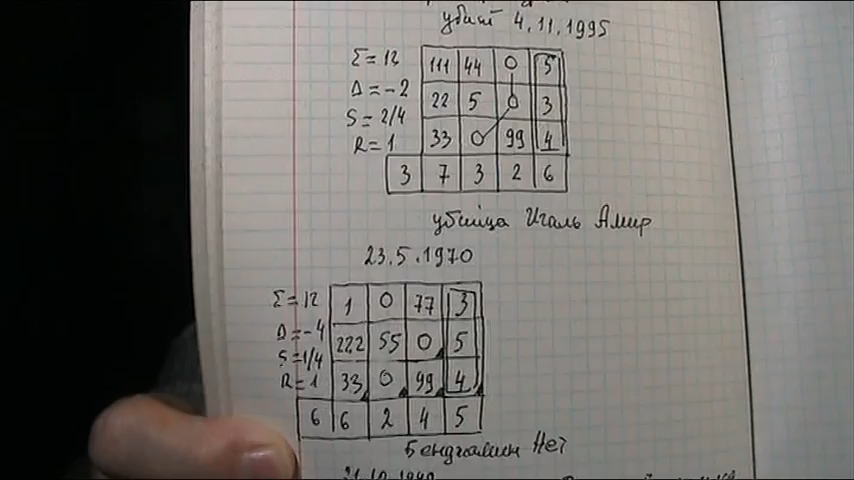 убит 4.11.1995
Σ=12 111 44 0 5
Δ=-2 22 5 0 3
S=2/4 33 0 99 4
R=1
3 7 3 2 6
убийца Игаль Амир
23.5.1970
Σ=12 1 0 77 3
Δ=-4 222 55 0 5
S=1/4 33 0 99 4
R=1
6 6 2 4 5